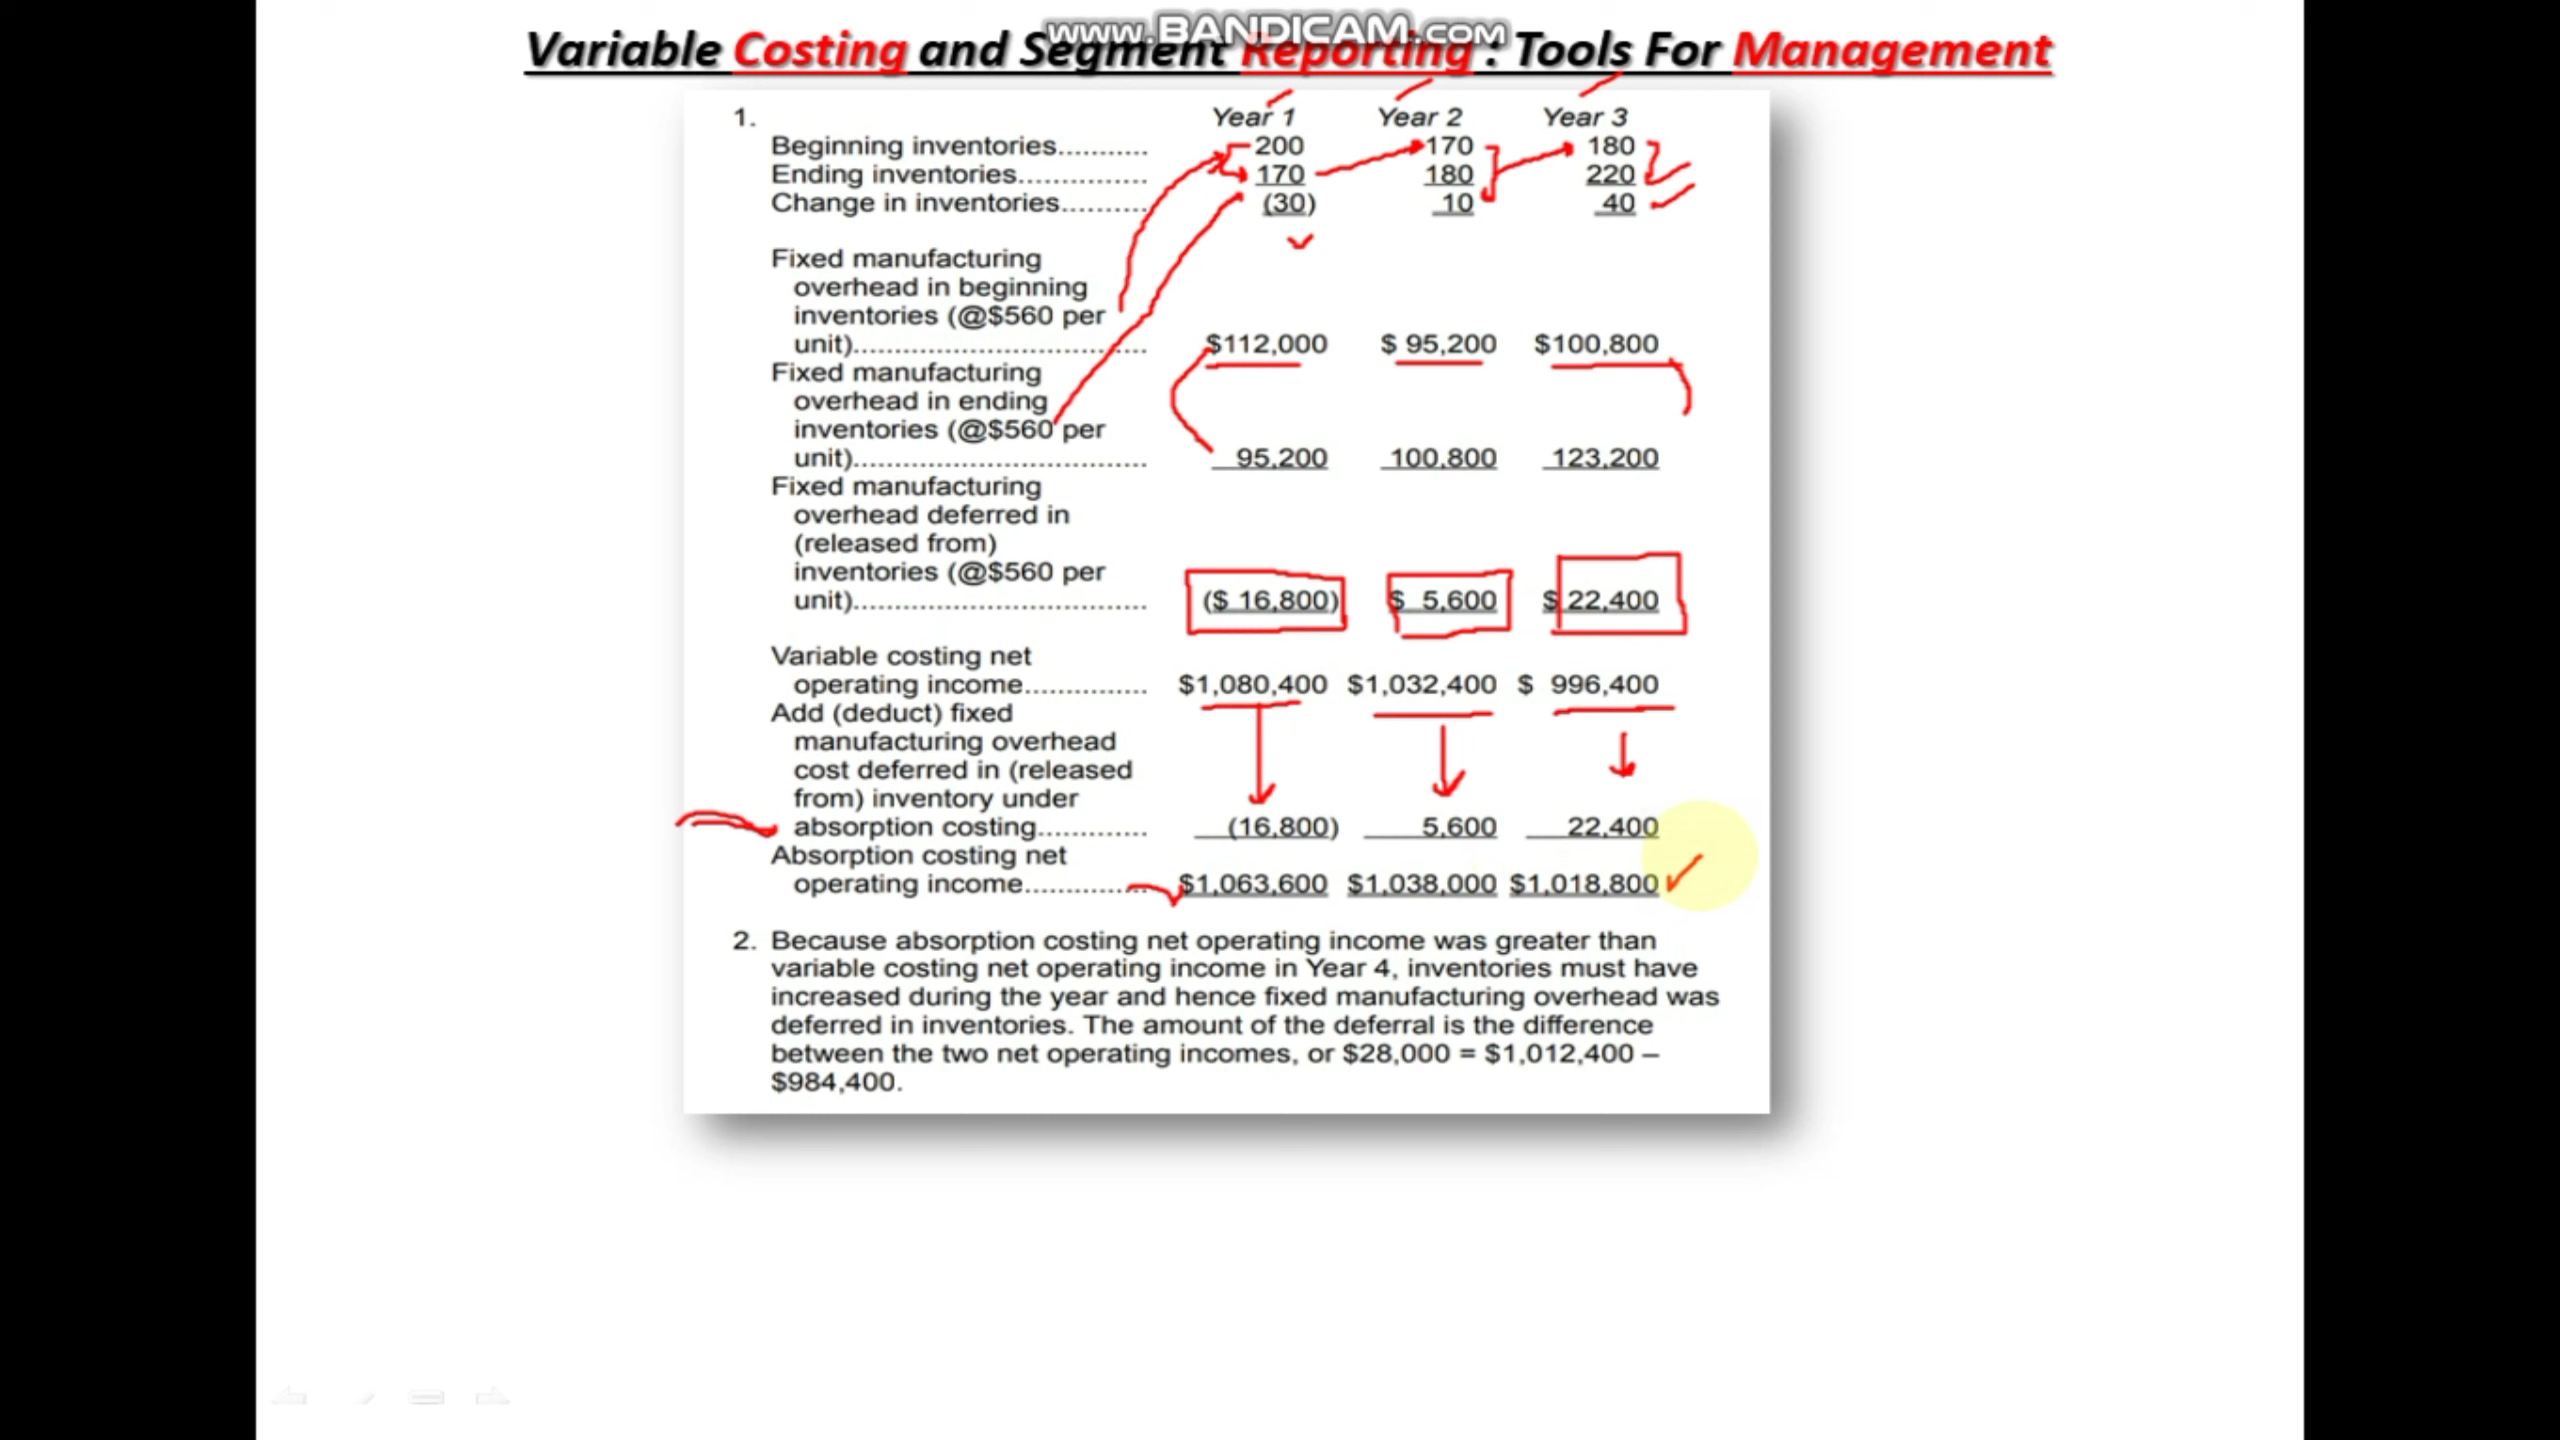 www.BANDICAM.com
Variable Costing and Segment Reporting : Tools For Management
1. Year 1 Year 2 Year 3
Beginning inventories........... 200 170 180
Ending inventories................ 170 180 220
Change in inventories.......... (30) 10 40
Fixed manufacturing
overhead in beginning
inventories (@$560 per
unit)................................... $112,000 $ 95,200 $100,800
Fixed manufacturing
overhead in ending
inventories (@$560 per
unit)................................... 95,200 100,800 123,200
Fixed manufacturing
overhead deferred in
(released from)
inventories (@$560 per
unit)................................... ($ 16,800) $ 5,600 $ 22,400
Variable costing net
operating income............... $1,080,400 $1,032,400 $ 996,400
Add (deduct) fixed
manufacturing overhead
cost deferred in (released
from) inventory under
absorption costing............. (16,800) 5,600 22,400
Absorption costing net
operating income............... $1,063,600 $1,038,000 $1,018,800
2. Because absorption costing net operating income was greater than
variable costing net operating income in Year 4, inventories must have
increased during the year and hence fixed manufacturing overhead was
deferred in inventories. The amount of the deferral is the difference
between the two net operating incomes, or $28,000 = $1,012,400 –
$984,400.